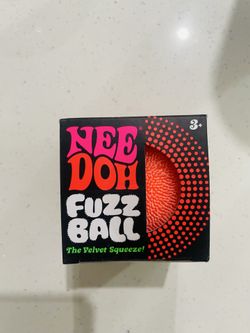 3+
NEE
DOH
FUZZ
BALL
The Velvet Squeeze!